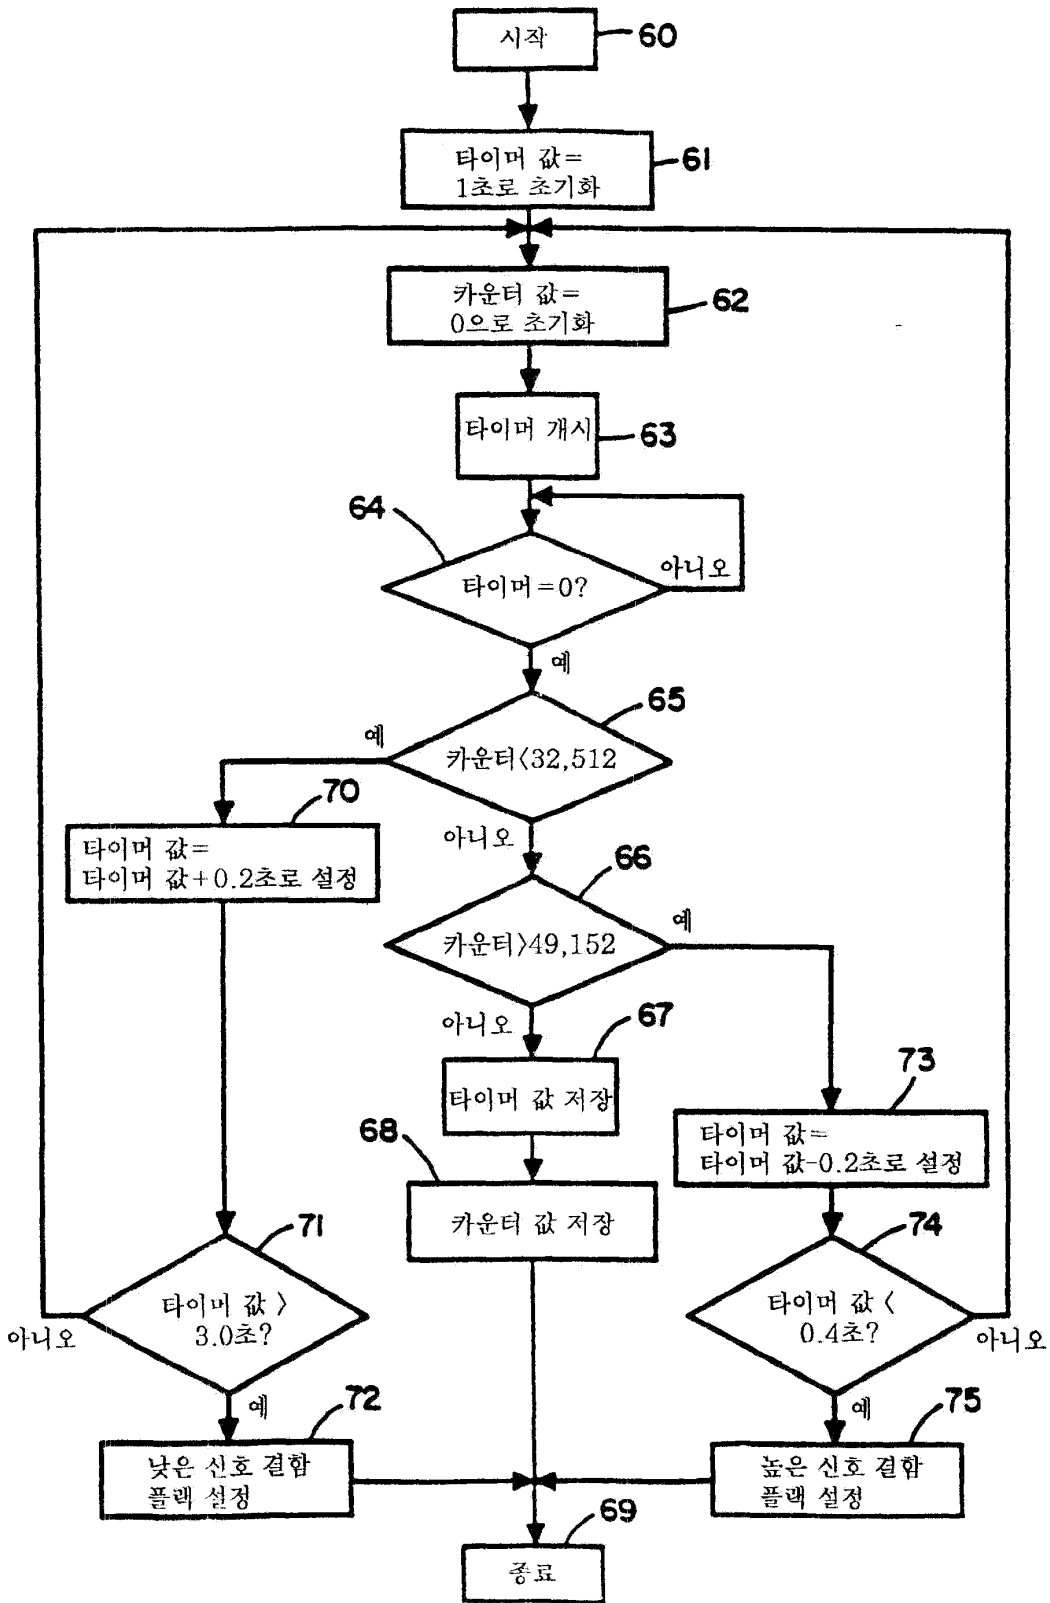 시작
60
타이머 값=
1초로 초기화
61
카운터 값=
0으로 초기화
62
타이머 개시
63
64
타이머=0?
아니오
예
65
예
카운터<32,512
70
아니오
타이머 값=
타이머 값+0.2초로 설정
66
예
카운터>49,152
아니오
67
타이머 값 저장
73
타이머 값=
타이머 값-0.2초로 설정
68
카운터 값 저장
71
타이머 값 >
3.0초?
아니오
74
타이머 값 <
0.4초?
아니오
예
72
낮은 신호 결함
플랙 설정
예
75
높은 신호 결함
플랙 설정
69
종료